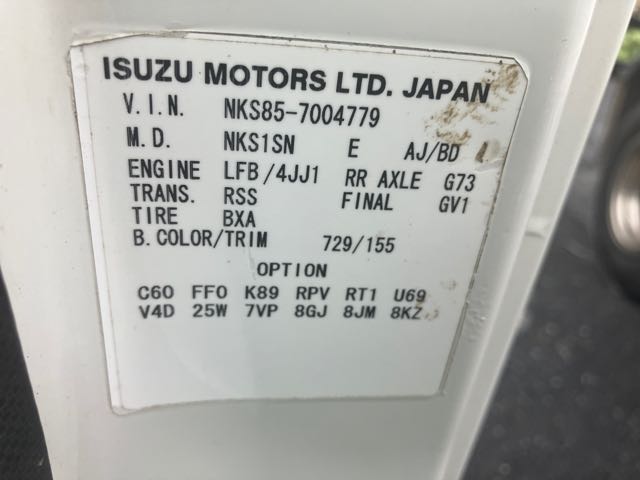 ISUZU MOTORS LTD. JAPAN
V.I.N. NKS85-7004779
M.D. NKS1SN E AJ/BD
ENGINE LFB/4JJ1 RR AXLE G73
TRANS. RSS FINAL GV1
TIRE BXA
B.COLOR/TRIM 729/155
OPTION
C60 FF0 K89 RPV RT1 U69
V4D 25W 7VP 8GJ 8JM 8KZ